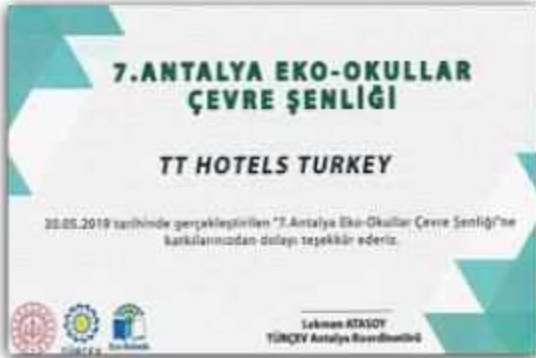 7.ANTALYA EKO-OKULLAR
ÇEVRE ŞENLİĞİ
TT HOTELS TURKEY
30.05.2019 tarihinde gerçekleştirilen "7.Antalya Eko-Okullar Çevre Şenliği"ne
katkılarınızdan dolayı teşekkür ederiz.
Lokman ATASOY
TÜRÇEV Antalya Koordinatörü
TÜRÇEV